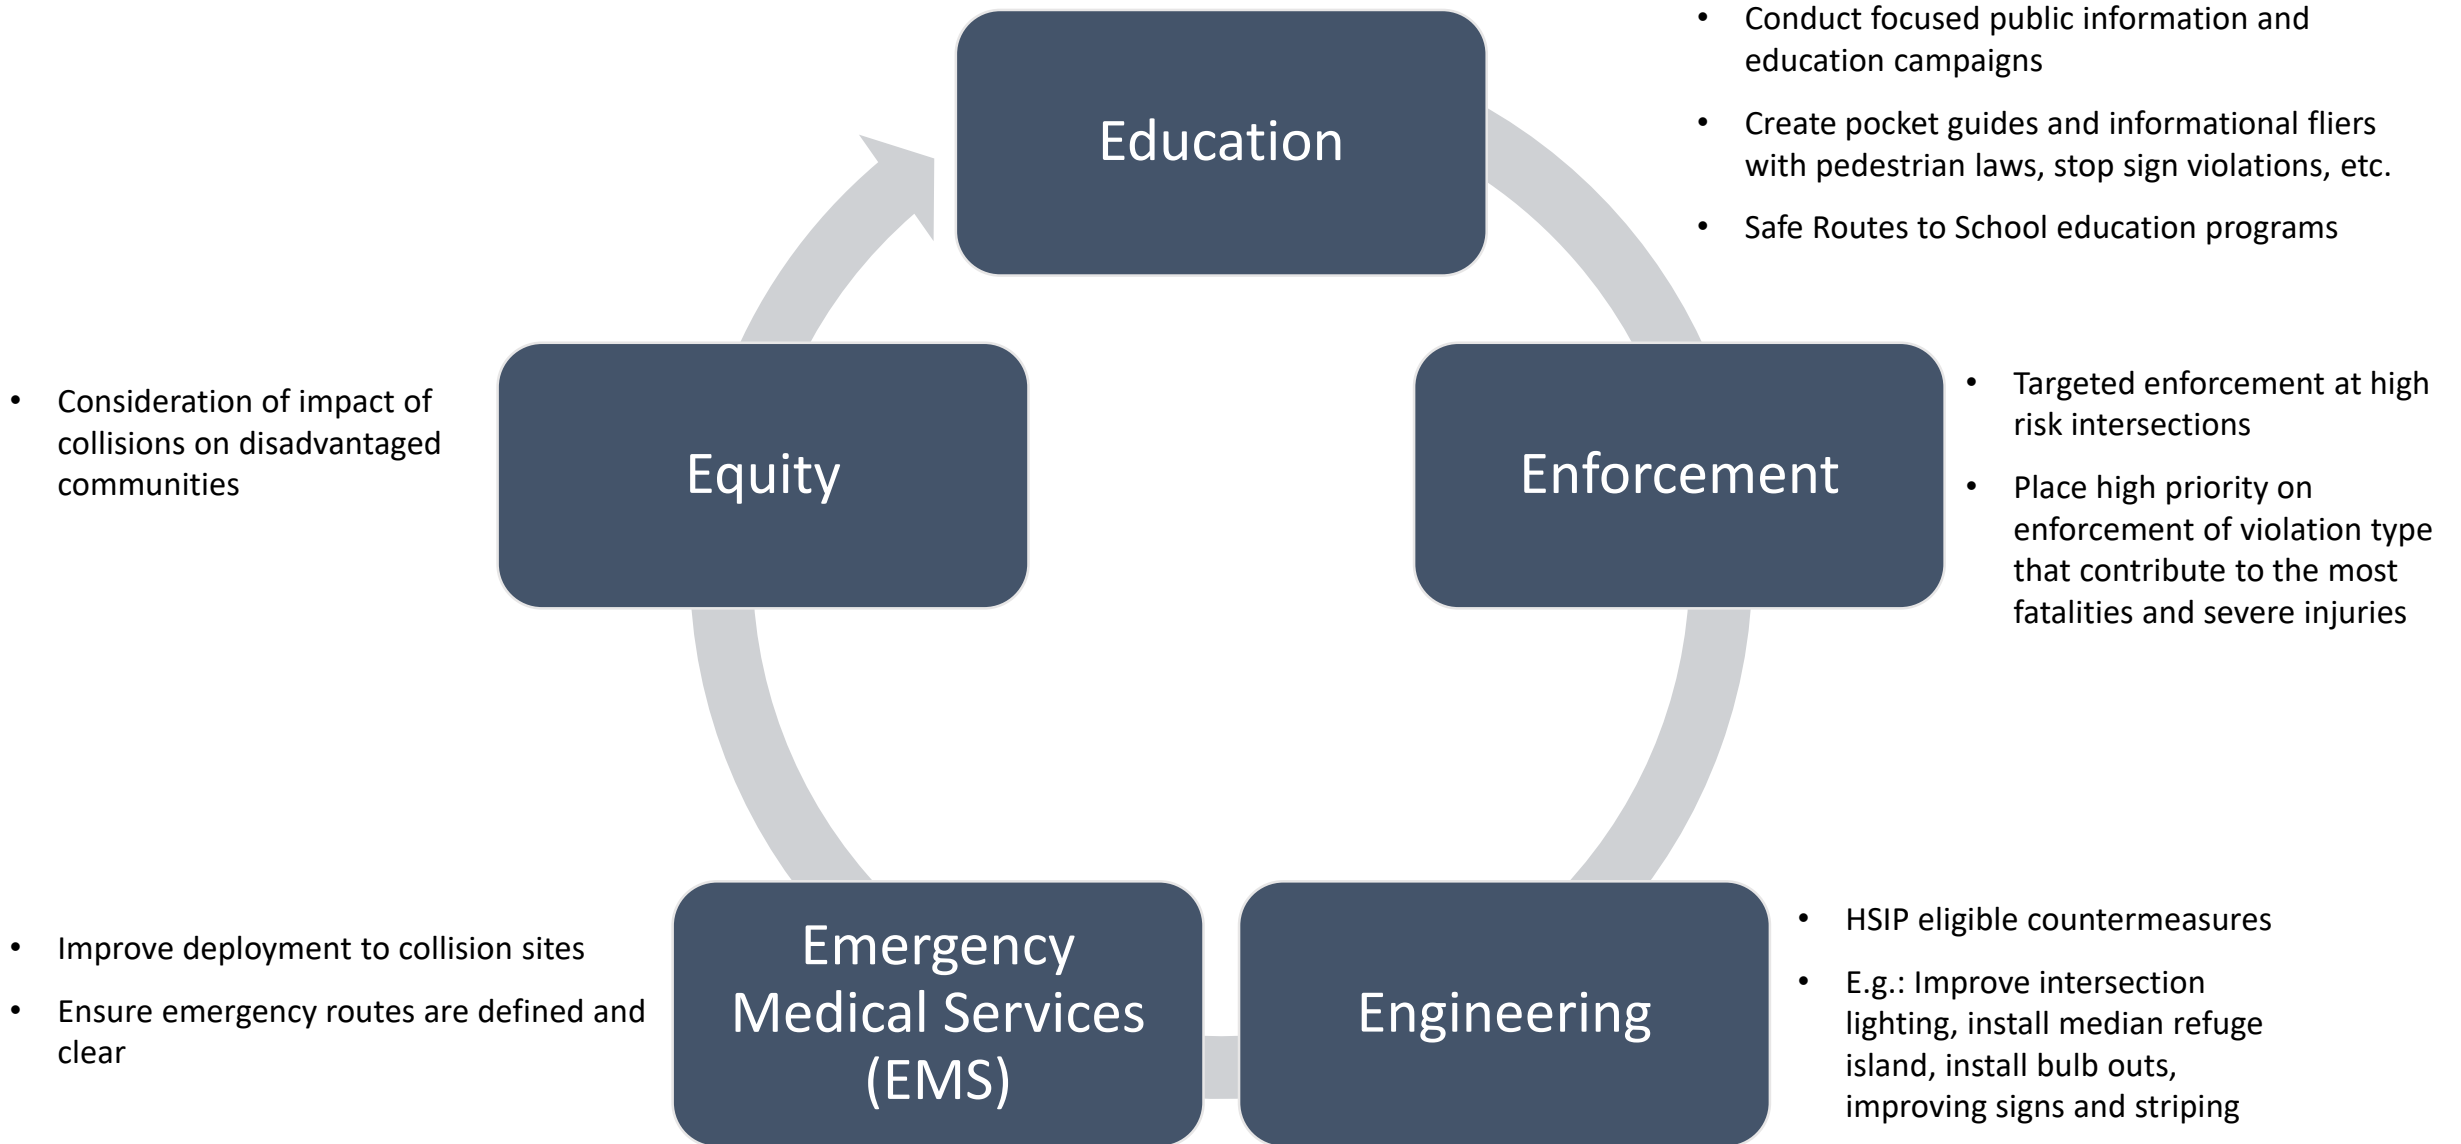 Education
• Conduct focused public information and
education campaigns
• Create pocket guides and informational fliers
with pedestrian laws, stop sign violations, etc.
• Safe Routes to School education programs
Enforcement
• Targeted enforcement at high
risk intersections
• Place high priority on
enforcement of violation type
that contribute to the most
fatalities and severe injuries
Engineering
• HSIP eligible countermeasures
• E.g.: Improve intersection
lighting, install median refuge
island, install bulb outs,
improving signs and striping
Emergency
Medical Services
(EMS)
• Improve deployment to collision sites
• Ensure emergency routes are defined and
clear
Equity
• Consideration of impact of
collisions on disadvantaged
communities